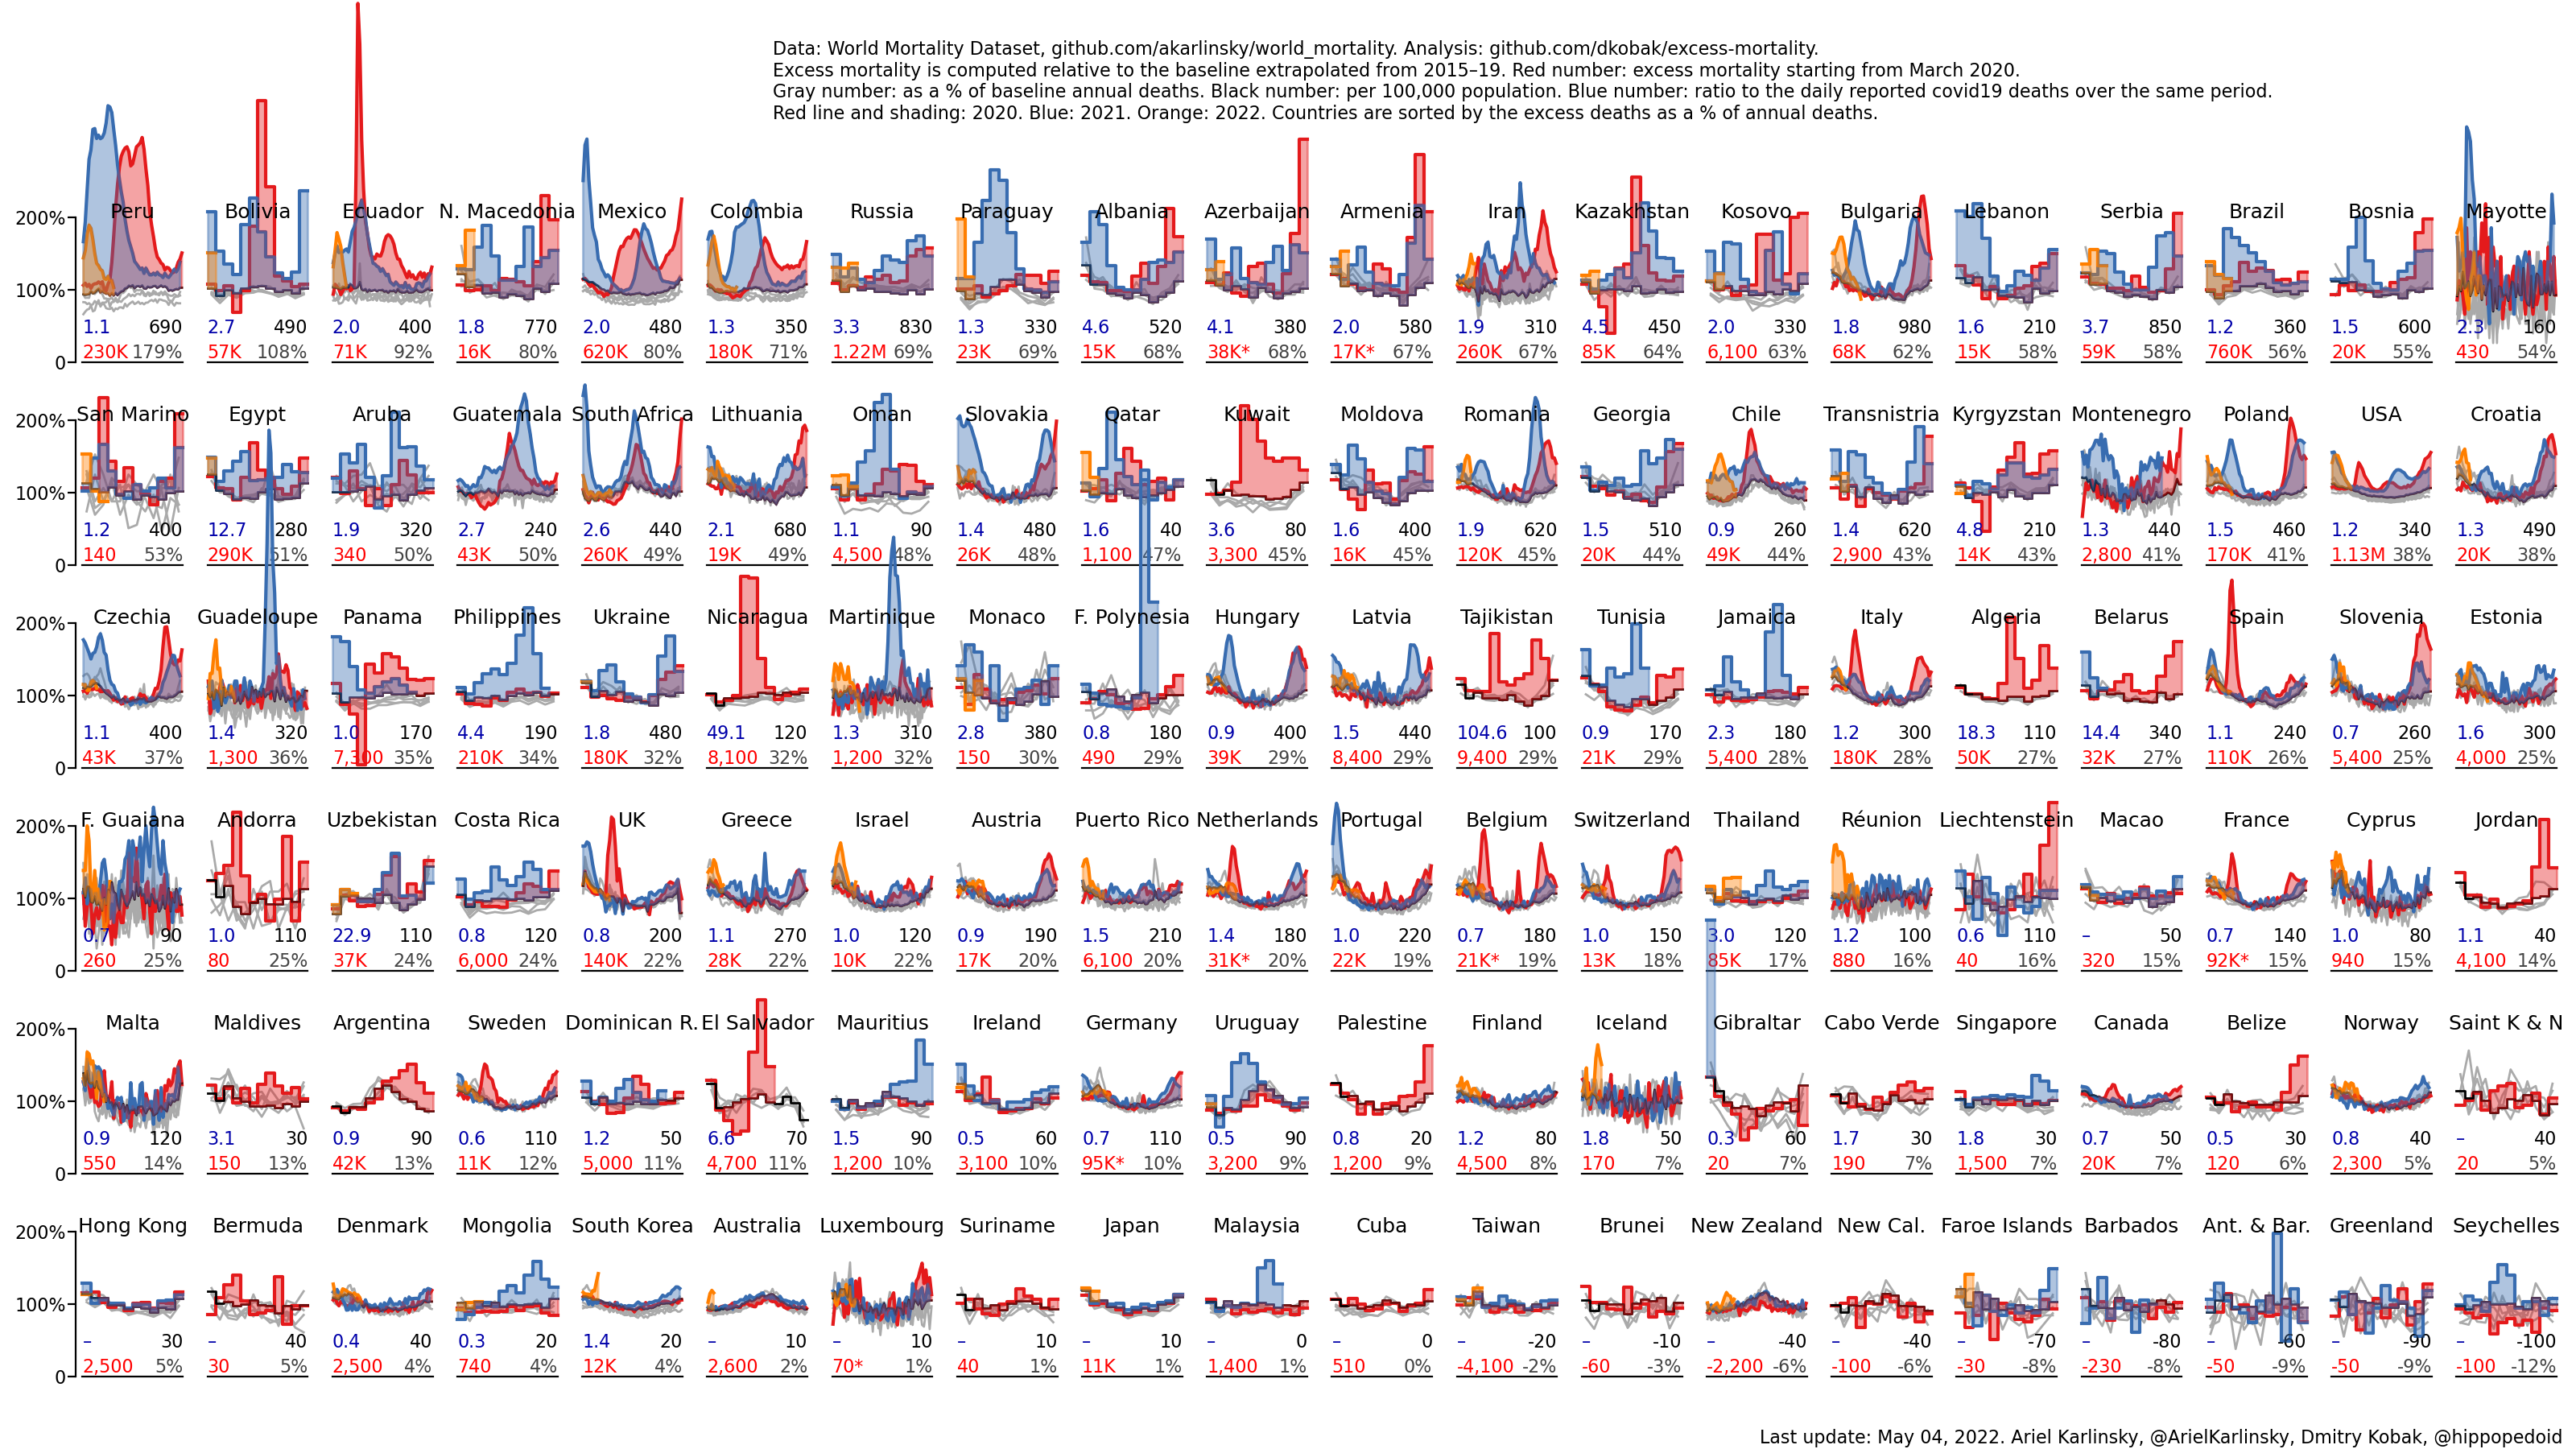 Data: World Mortality Dataset, github.com/akarlinsky/world_mortality. Analysis: github.com/dkobak/excess-mortality.
Excess mortality is computed relative to the baseline extrapolated from 2015–19. Red number: excess mortality starting from March 2020.
Gray number: as a % of baseline annual deaths. Black number: per 100,000 population. Blue number: ratio to the daily reported covid19 deaths over the same period.
Red line and shading: 2020. Blue: 2021. Orange: 2022. Countries are sorted by the excess deaths as a % of annual deaths.
200% Peru Bolivia Ecuador N. Macedonia Mexico Colombia Russia Paraguay Albania Azerbaijan Armenia Iran Kazakhstan Kosovo Bulgaria Lebanon Serbia Brazil Bosnia Mayotte
100%
1.1 690 2.7 490 2.0 400 1.8 770 2.0 480 1.3 350 3.3 830 1.3 330 4.6 520 4.1 380 2.0 580 1.9 310 4.5 450 2.0 330 1.8 980 1.6 210 3.7 850 1.2 360 1.5 600 2.3 160
0 230K 179% 57K 108% 71K 92% 16K 80% 620K 80% 180K 71% 1.22M 69% 23K 69% 15K 68% 38K* 68% 17K* 67% 260K 67% 85K 64% 6,100 63% 68K 62% 15K 58% 59K 58% 760K 56% 20K 55% 430 54%
200% San Marino Egypt Aruba Guatemala South Africa Lithuania Oman Slovakia Qatar Kuwait Moldova Romania Georgia Chile Transnistria Kyrgyzstan Montenegro Poland USA Croatia
100%
1.2 400 12.7 280 1.9 320 2.7 240 2.6 440 2.1 680 1.1 90 1.4 480 1.6 40 3.6 80 1.6 400 1.9 620 1.5 510 0.9 260 1.4 620 4.8 210 1.3 440 1.5 460 1.2 340 1.3 490
0 140 53% 290K 51% 340 50% 43K 50% 260K 49% 19K 49% 4,500 48% 26K 48% 1,100 47% 3,300 45% 16K 45% 120K 45% 20K 44% 49K 44% 2,900 43% 14K 43% 2,800 41% 170K 41% 1.13M 38% 20K 38%
200% Czechia Guadeloupe Panama Philippines Ukraine Nicaragua Martinique Monaco F. Polynesia Hungary Latvia Tajikistan Tunisia Jamaica Italy Algeria Belarus Spain Slovenia Estonia
100%
1.1 400 1.4 320 1.0 170 4.4 190 1.8 480 49.1 120 1.3 310 2.8 380 0.8 180 0.9 400 1.5 440 104.6 100 0.9 170 2.3 180 1.2 300 18.3 110 14.4 340 1.1 240 0.7 260 1.6 300
0 43K 37% 1,300 36% 7,300 35% 210K 34% 180K 32% 8,100 32% 1,200 32% 150 30% 490 29% 39K 29% 8,400 29% 9,400 29% 21K 29% 5,400 28% 180K 28% 50K 27% 32K 27% 110K 26% 5,400 25% 4,000 25%
200% F. Guaiana Andorra Uzbekistan Costa Rica UK Greece Israel Austria Puerto Rico Netherlands Portugal Belgium Switzerland Thailand Réunion Liechtenstein Macao France Cyprus Jordan
100%
0.7 90 1.0 110 22.9 110 0.8 120 0.8 200 1.1 270 1.0 120 0.9 190 1.5 210 1.4 180 1.0 220 0.7 180 1.0 150 3.0 120 1.2 100 0.6 110 – 50 0.7 140 1.0 80 1.1 40
0 260 25% 80 25% 37K 24% 6,000 24% 140K 22% 28K 22% 10K 22% 17K 20% 6,100 20% 31K* 20% 22K 19% 21K* 19% 13K 18% 85K 17% 880 16% 40 16% 320 15% 92K* 15% 940 15% 4,100 14%
200% Malta Maldives Argentina Sweden Dominican R. El Salvador Mauritius Ireland Germany Uruguay Palestine Finland Iceland Gibraltar Cabo Verde Singapore Canada Belize Norway Saint K & N
100%
0.9 120 3.1 30 0.9 90 0.6 110 1.2 50 6.6 70 1.5 90 0.5 60 0.7 110 0.5 90 0.8 20 1.2 80 1.8 50 0.3 60 1.7 30 1.8 30 0.7 50 0.5 30 0.8 40 – 40
0 550 14% 150 13% 42K 13% 11K 12% 5,000 11% 4,700 11% 1,200 10% 3,100 10% 95K* 10% 3,200 9% 1,200 9% 4,500 8% 170 7% 20 7% 190 7% 1,500 7% 20K 7% 120 6% 2,300 5% 20 5%
200% Hong Kong Bermuda Denmark Mongolia South Korea Australia Luxembourg Suriname Japan Malaysia Cuba Taiwan Brunei New Zealand New Cal. Faroe Islands Barbados Ant. & Bar. Greenland Seychelles
100%
– 30 – 40 0.4 40 0.3 20 1.4 20 – 10 – 10 – 10 – 10 – 0 – 0 – -20 – -10 – -40 – -40 – -70 – -80 – -60 – -90 – -100
0 2,500 5% 30 5% 2,500 4% 740 4% 12K 4% 2,600 2% 70* 1% 40 1% 11K 1% 1,400 1% 510 0% -4,100 -2% -60 -3% -2,200 -6% -100 -6% -30 -8% -230 -8% -50 -9% -50 -9% -100 -12%
Last update: May 04, 2022. Ariel Karlinsky, @ArielKarlinsky, Dmitry Kobak, @hippopedoid